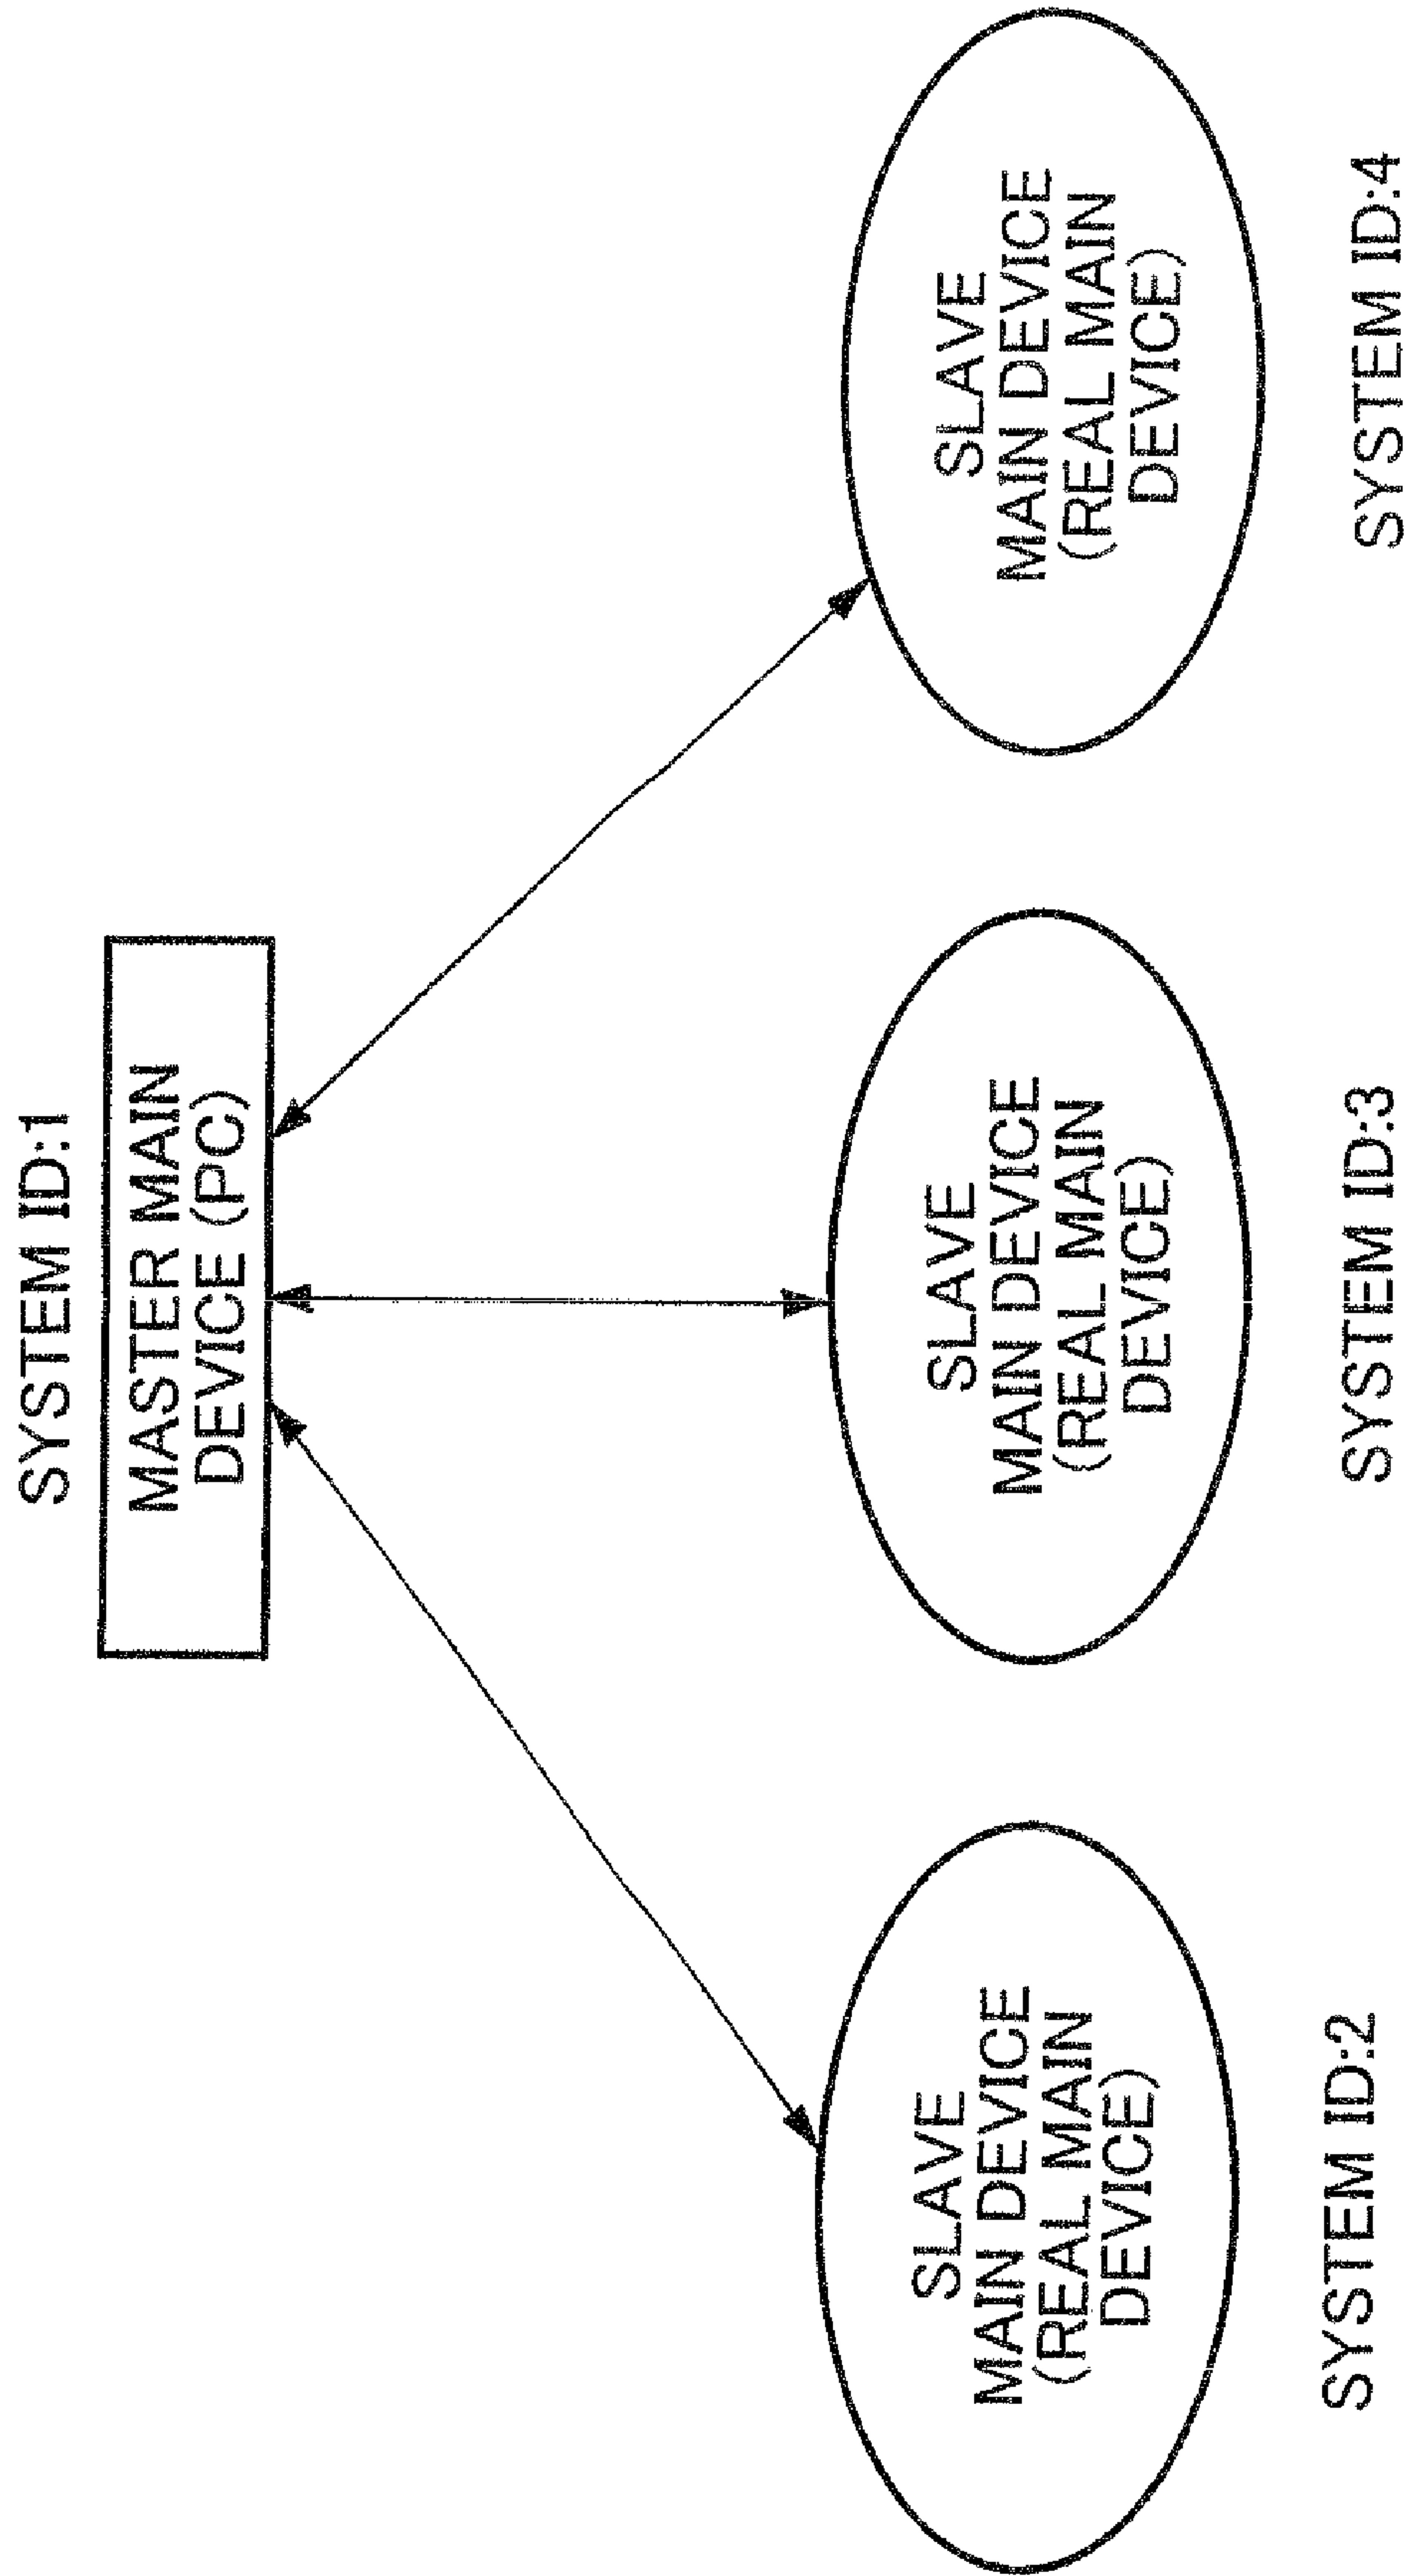 SYSTEM ID:1
MASTER MAIN
DEVICE (PC)
SLAVE
MAIN DEVICE
(REAL MAIN
DEVICE)
SYSTEM ID:2
SLAVE
MAIN DEVICE
(REAL MAIN
DEVICE)
SYSTEM ID:3
SLAVE
MAIN DEVICE
(REAL MAIN
DEVICE)
SYSTEM ID:4